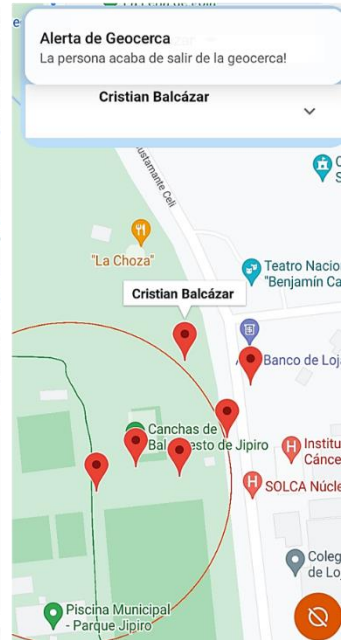 Alerta de Geocerca
La persona acaba de salir de la geocerca!
Cristian Balcázar
ustamante Celi
"La Choza"
Teatro Nacio
"Benjamín Ca
Cristian Balcázar
Banco de Loj
Canchas de
Bal esto de Jipiro
Institu
Cánce
SOLCA Núcle
Coleg
de Lo
Piscina Municipal
- Parque Jipiro